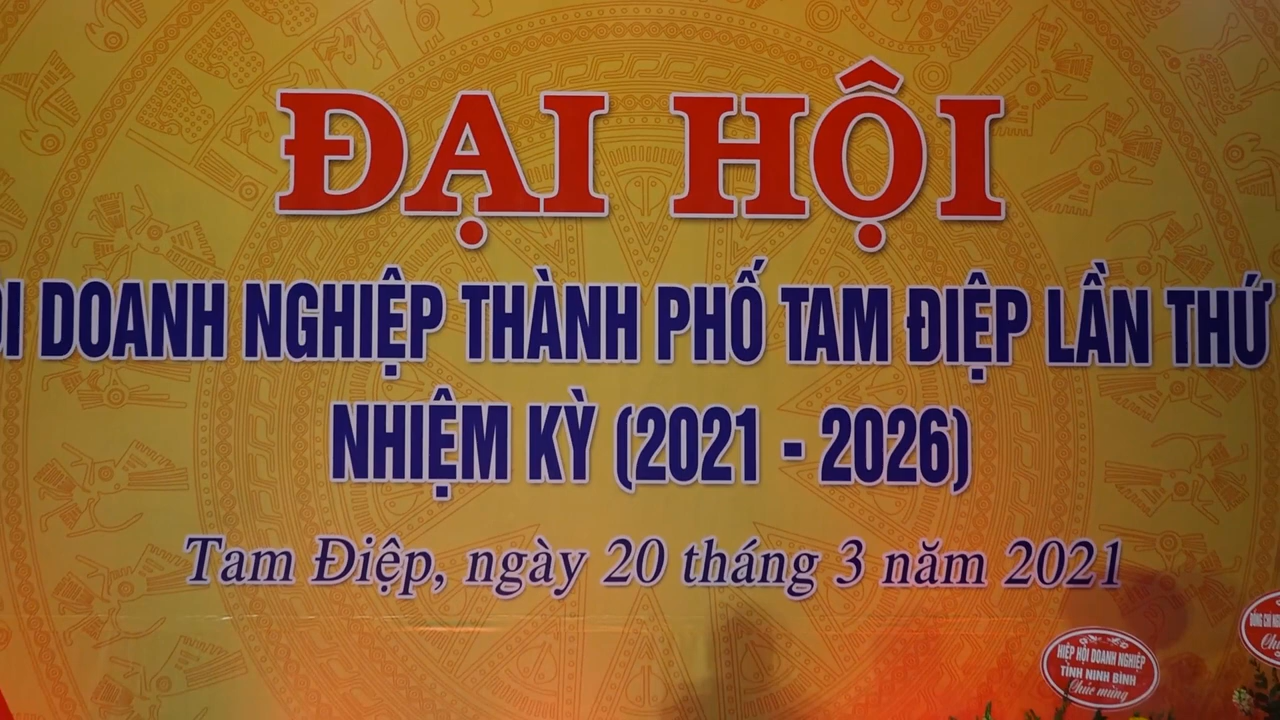 ĐẠI HỘI
DOANH NGHIỆP THÀNH PHỐ TAM ĐIỆP LẦN THỨ
NHIỆM KỲ (2021 - 2026)
Tam Điệp, ngày 20 tháng 3 năm 2021
HIỆP HỘI DOANH NGHIỆP
TỈNH NINH BÌNH
Chúc mừng